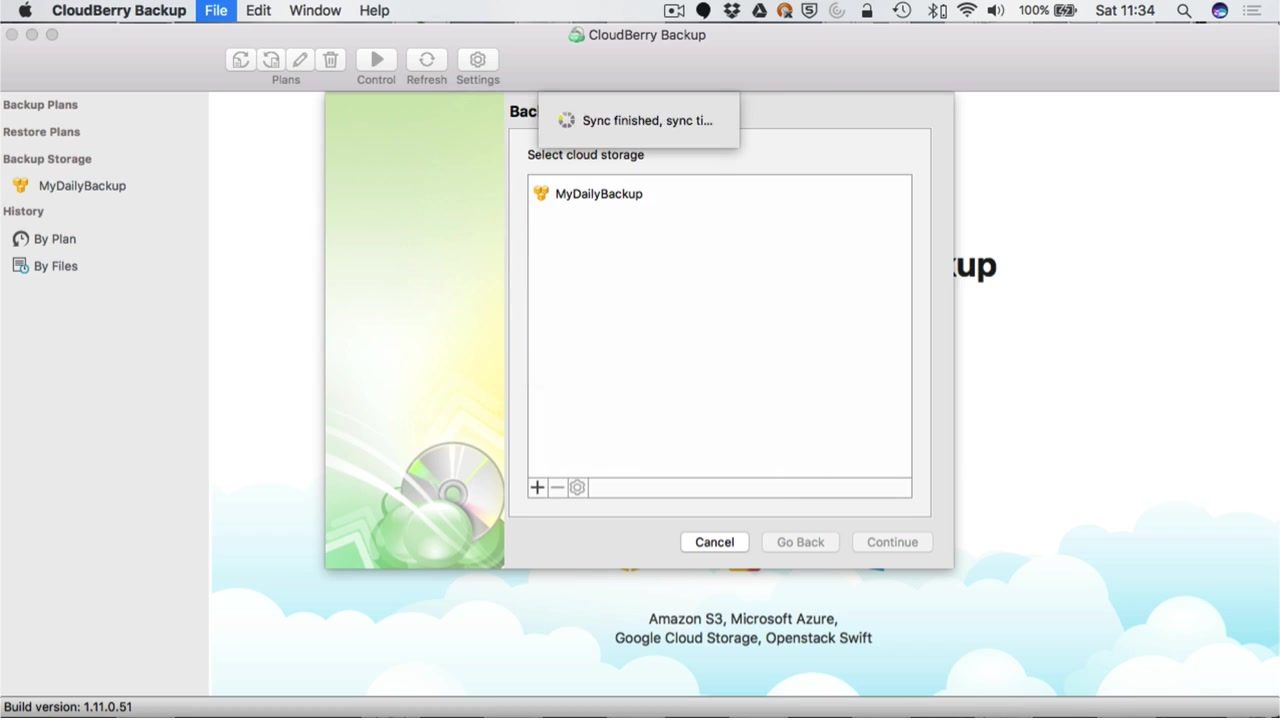 CloudBerry Backup File Edit Window Help 100% Sat 11:34
CloudBerry Backup
Plans Control Refresh Settings
Backup Plans
Restore Plans
Backup Storage
MyDailyBackup
History
By Plan
By Files
Sync finished, sync ti...
Select cloud storage
MyDailyBackup
Cancel Go Back Continue
Amazon S3, Microsoft Azure,
Google Cloud Storage, Openstack Swift
Build version: 1.11.0.51